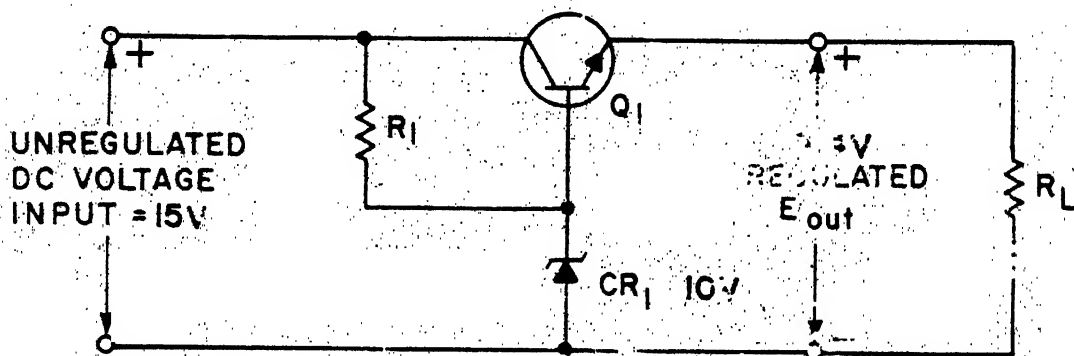 +
Q1
+
R1
UNREGULATED
DC VOLTAGE
INPUT = 15V
REGULATED
Eout
RL
CR1 10V